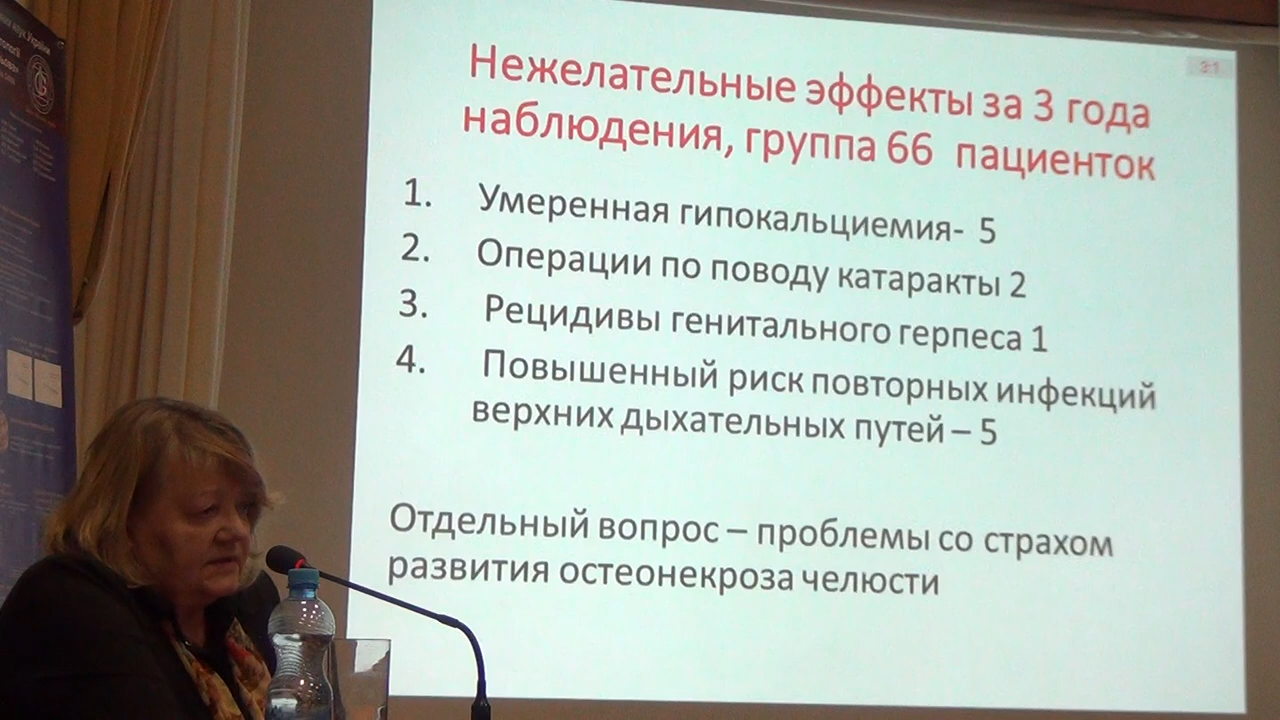 Нежелательные эффекты за 3 года
наблюдения, группа 66 пациенток
1. Умеренная гипокальциемия- 5
2. Операции по поводу катаракты 2
3. Рецидивы генитального герпеса 1
4. Повышенный риск повторных инфекций
верхних дыхательных путей – 5
Отдельный вопрос – проблемы со страхом
развития остеонекроза челюсти